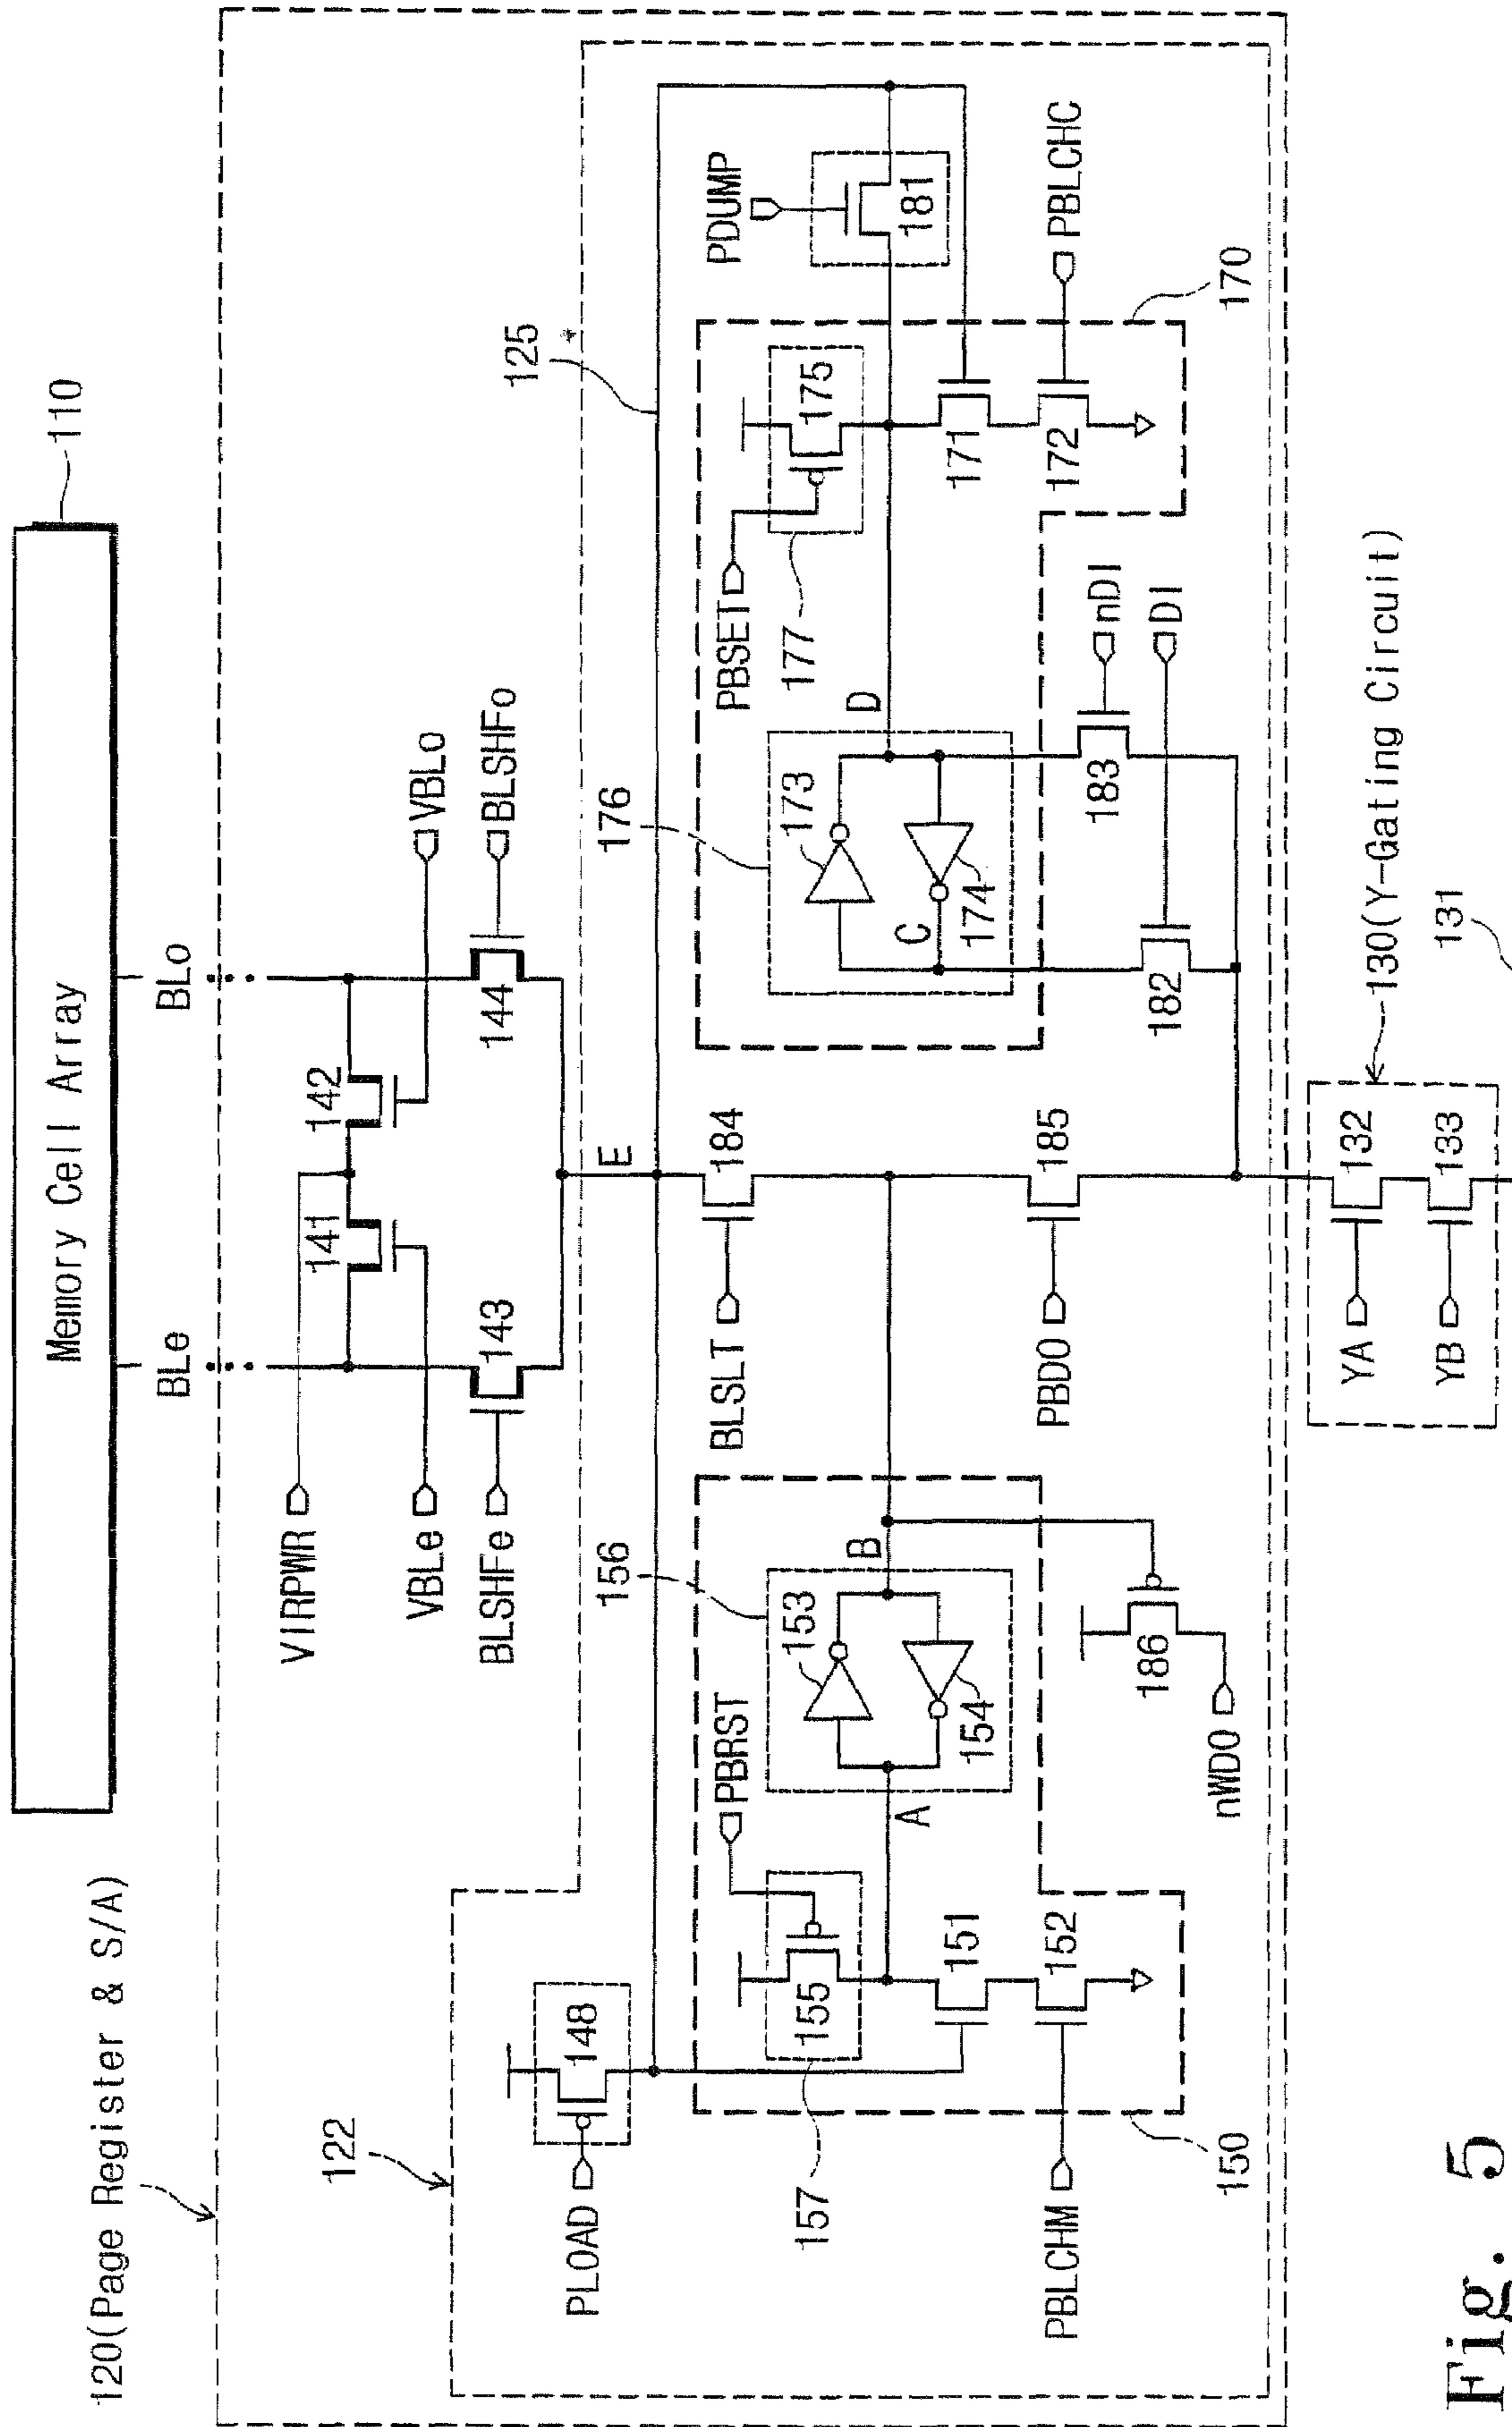 120(Page Register & S/A)
Memory Cell Array
110
BLe
BLo
VIRPWR
141
142
VBLe
VBLo
BLSHFe
143
144
BLSHFo
122
125
PLOAD
148
E
156
176
PBRST
BLSLT
184
PBSET
PDUMP
157
155
153
B
173
D
177
175
181
A
154
C
174
151
171
PBLCHM
152
nWDO
186
PBDO
185
182
183
nDI
172
PBLCHC
DI
150
170
YA
132
130(Y-Gating Circuit)
YB
133
131
Fig. 5